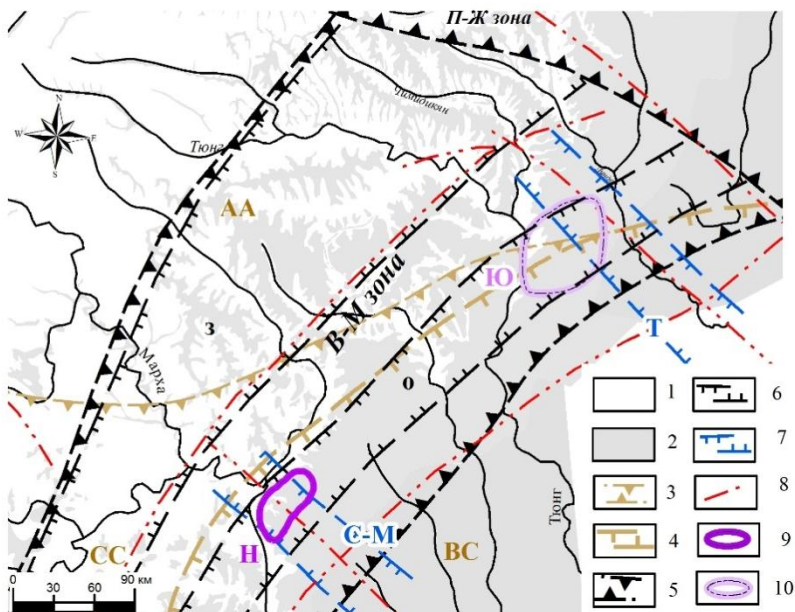 П-Ж зона
Чимидикян
N
W E
S
Тюнг
АА
Ю
В-М зона
з
Марха
о
Т
1 6
2 7
3 8
4 9
5 10
Тюнг
С-М
Н
СС
ВС
0 30 60 90 км